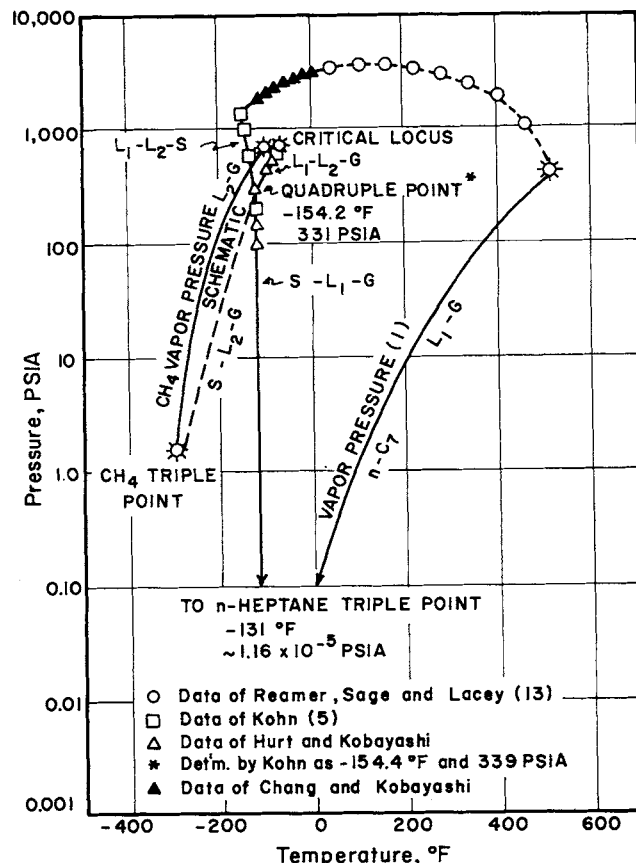 10,000
1,000
100
10
1.0
0.10
0.01
0.001
Pressure, PSIA
L1-L2-S
CRITICAL LOCUS
L1-L2-G
QUADRUPLE POINT*
-154.2 °F
331 PSIA
S-L1-G
CH4 VAPOR PRESSURE L2-G
SCHEMATIC
S-L2-G
VAPOR PRESSURE (1)
n-C7
L1-G
CH4 TRIPLE
POINT
TO n-HEPTANE TRIPLE POINT
-131 °F
~1.16 x 10-5 PSIA
○ Data of Reamer, Sage and Lacey (13)
□ Data of Kohn (5)
△ Data of Hurt and Kobayashi
* Det'm. by Kohn as -154.4 °F and 339 PSIA
▲ Data of Chang and Kobayashi
-400 -200 0 200 400 600
Temperature, °F